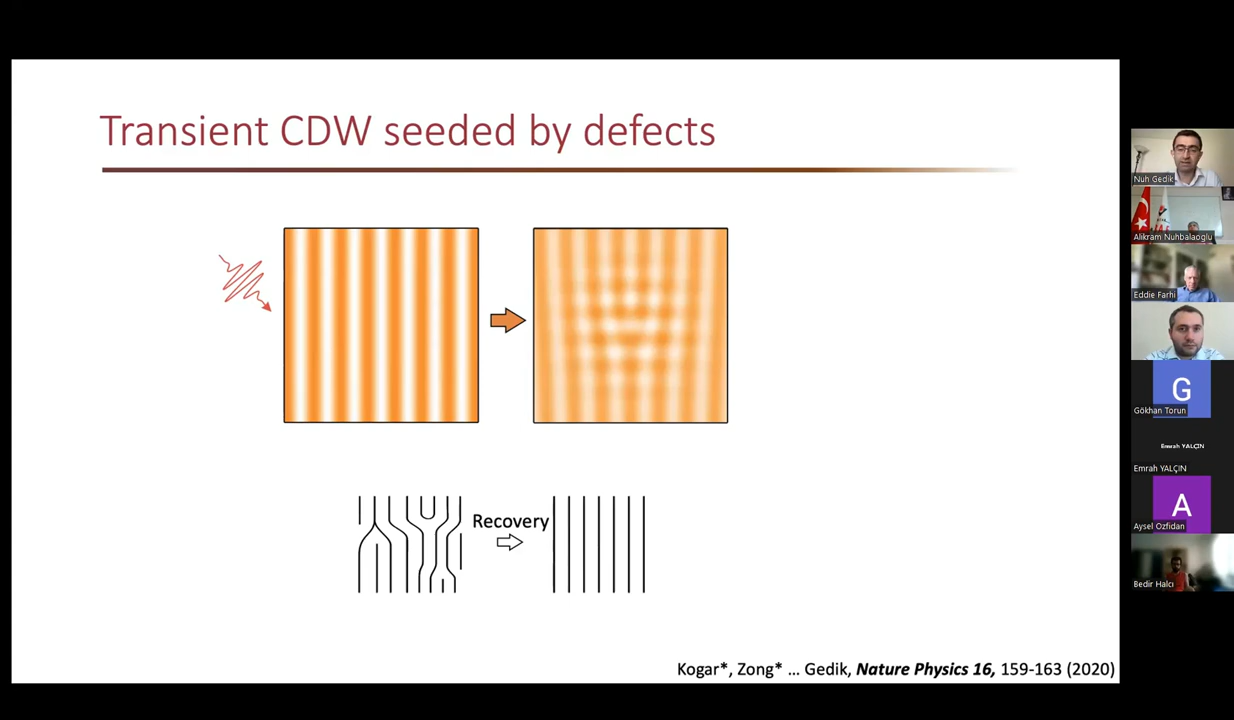 Transient CDW seeded by defects
Recovery
Kogar*, Zong* ... Gedik, Nature Physics 16, 159-163 (2020)
Nuh Gedik
Alikram Nuhbalaoglu
Eddie Farhi
G
Gökhan Torun
Emrah YALÇIN
Emrah YALÇIN
A
Aysel Ozfidan
Bedir Halcı